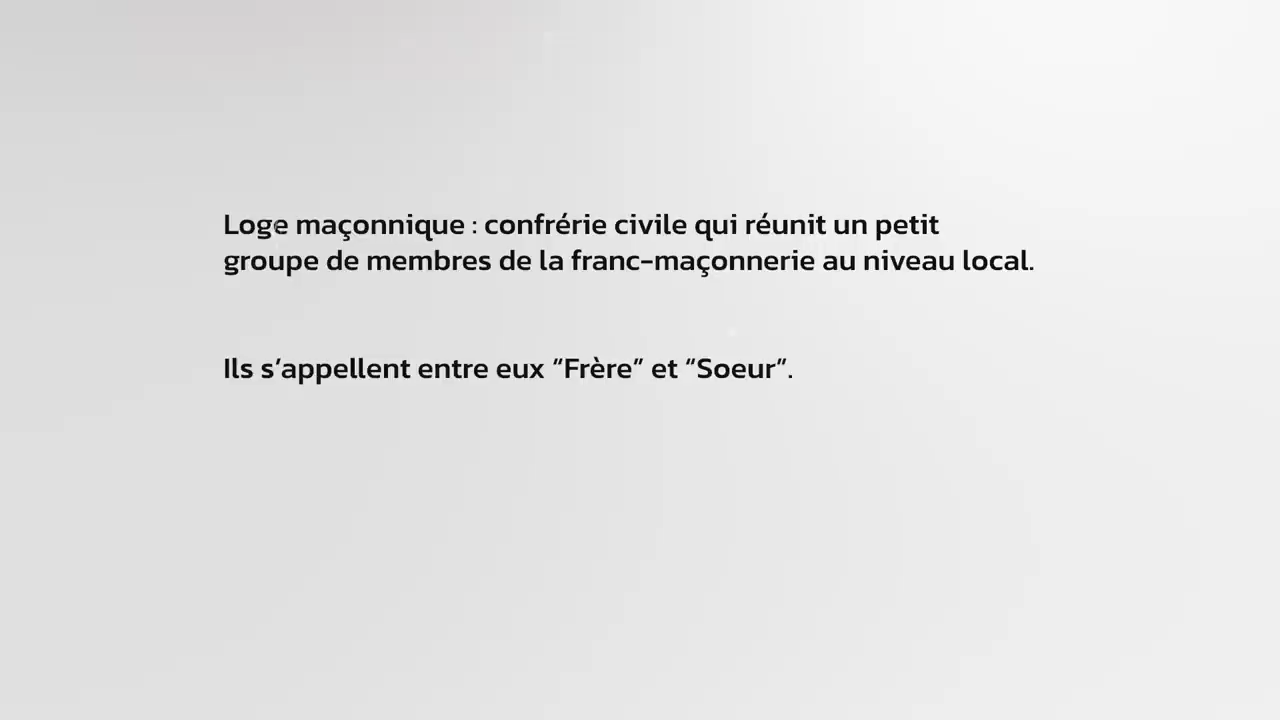 Loge maçonnique : confrérie civile qui réunit un petit
groupe de membres de la franc-maçonnerie au niveau local.
Ils s’appellent entre eux “Frère” et “Soeur”.